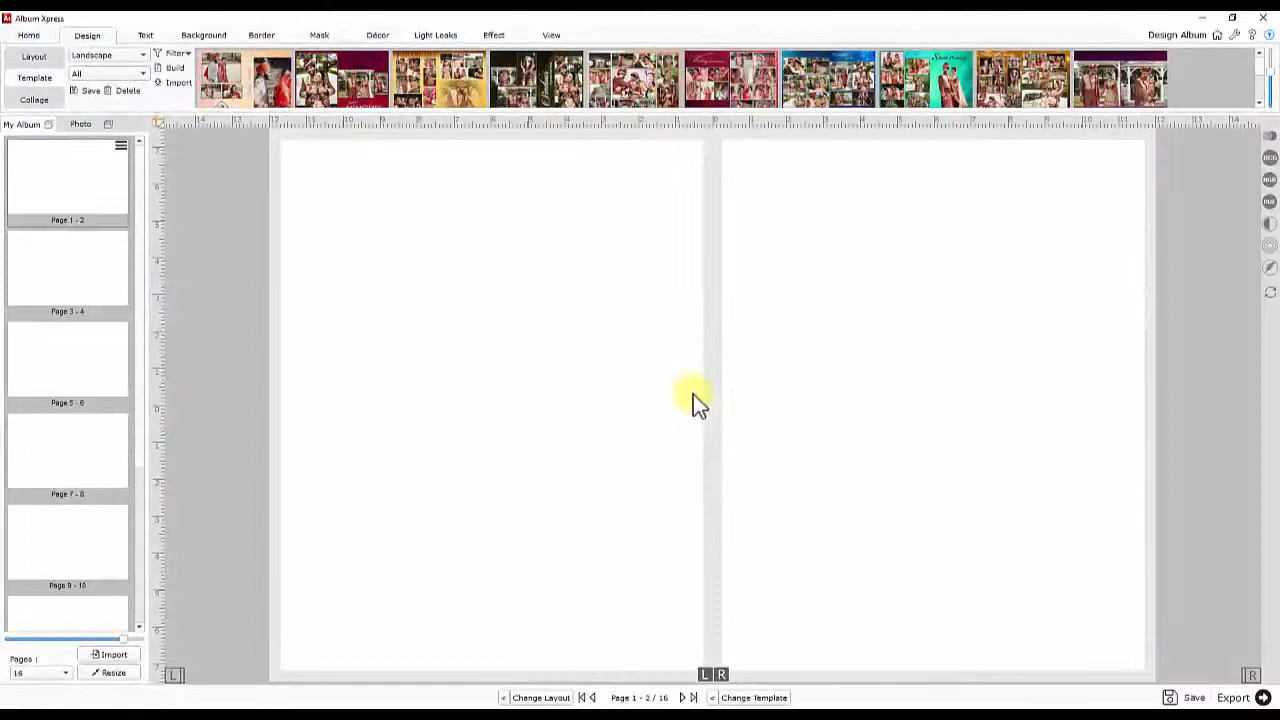 Album Xpress
Home Design Text Background Border Mask Décor Light Leaks Effect View Design Album
Layout Landscape Filter
Template All Build
Save Delete Import
Collage
My Album Photo
Page 1 - 2
Page 3 - 4
Page 5 - 6
Page 7 - 8
Page 9 - 10
Pages : Import
16 Resize
L L R R
Change Layout Page 1 - 2 / 16 Change Template Save Export